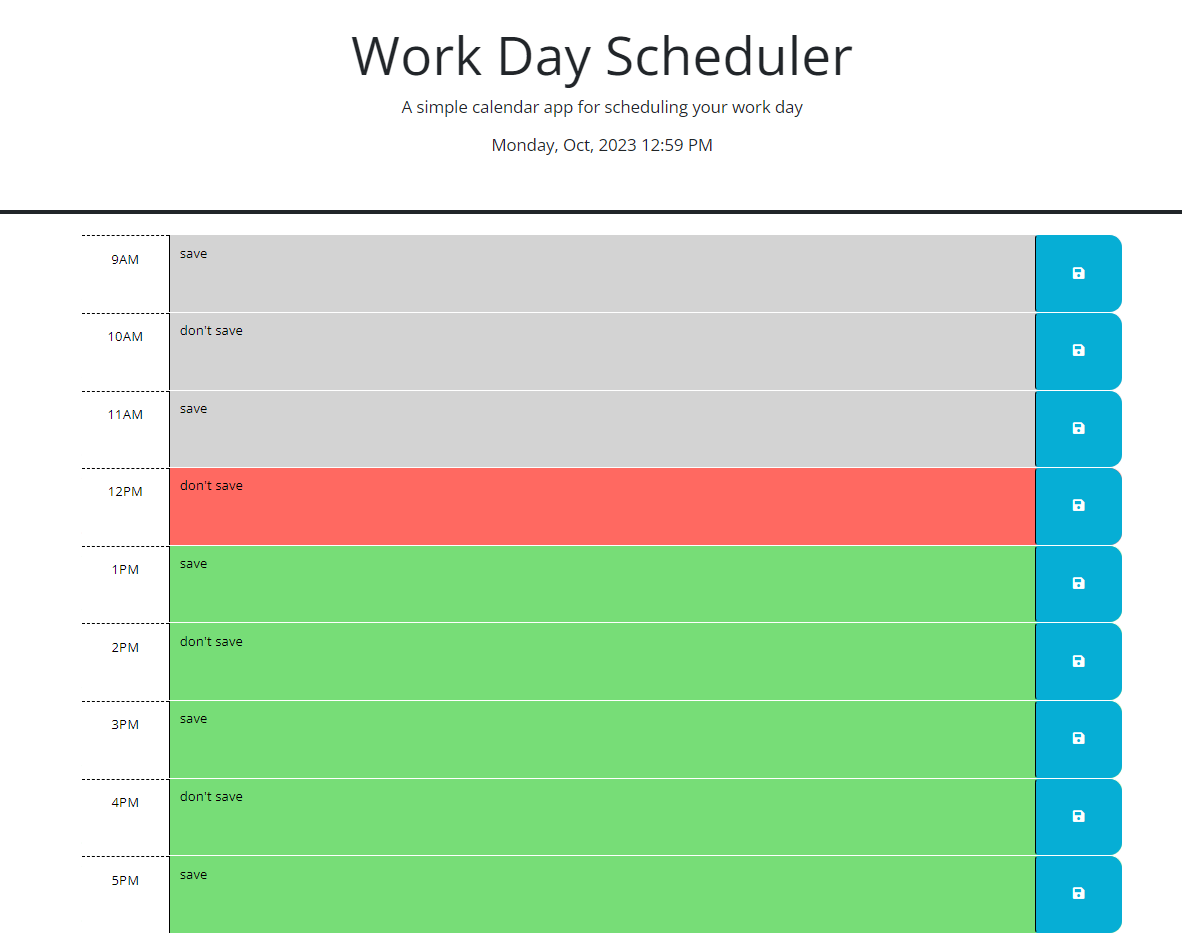 Work Day Scheduler
A simple calendar app for scheduling your work day
Monday, Oct, 2023 12:59 PM
9AM save
10AM don't save
11AM save
12PM don't save
1PM save
2PM don't save
3PM save
4PM don't save
5PM save